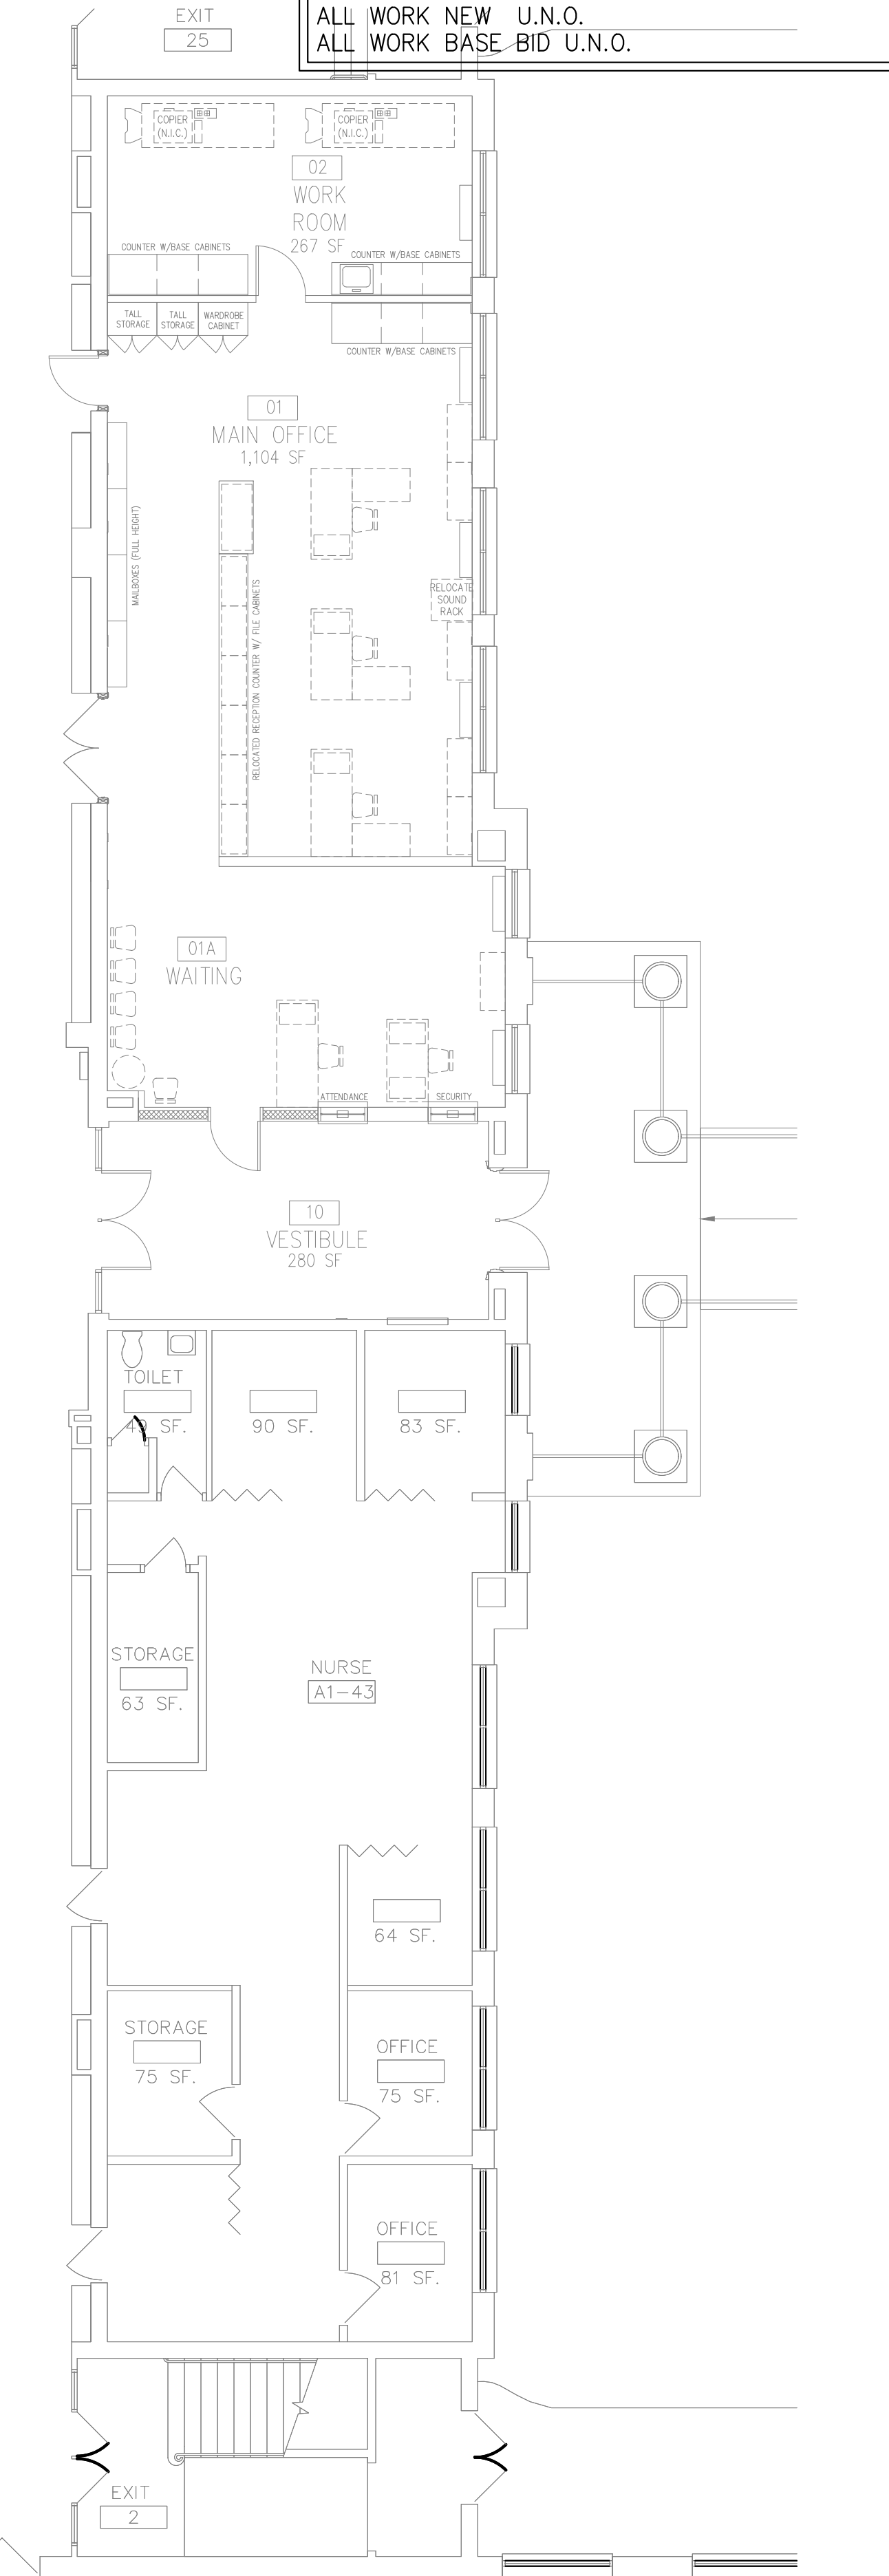 EXIT
25
ALL WORK NEW U.N.O.
ALL WORK BASE BID U.N.O.
COPIER
(N.I.C.)
COPIER
(N.I.C.)
02
WORK
ROOM
267 SF
COUNTER W/BASE CABINETS
COUNTER W/BASE CABINETS
TALL
STORAGE
TALL
STORAGE
WARDROBE
CABINET
COUNTER W/BASE CABINETS
01
MAIN OFFICE
1,104 SF
MAILBOXES (FULL HEIGHT)
RELOCATED RECEPTION COUNTER W/ FILE CABINETS
RELOCATE
SOUND
RACK
01A
WAITING
ATTENDANCE
SECURITY
10
VESTIBULE
280 SF
TOILET
49 SF.
90 SF.
83 SF.
STORAGE
63 SF.
NURSE
A1-43
64 SF.
STORAGE
75 SF.
OFFICE
75 SF.
OFFICE
81 SF.
EXIT
2